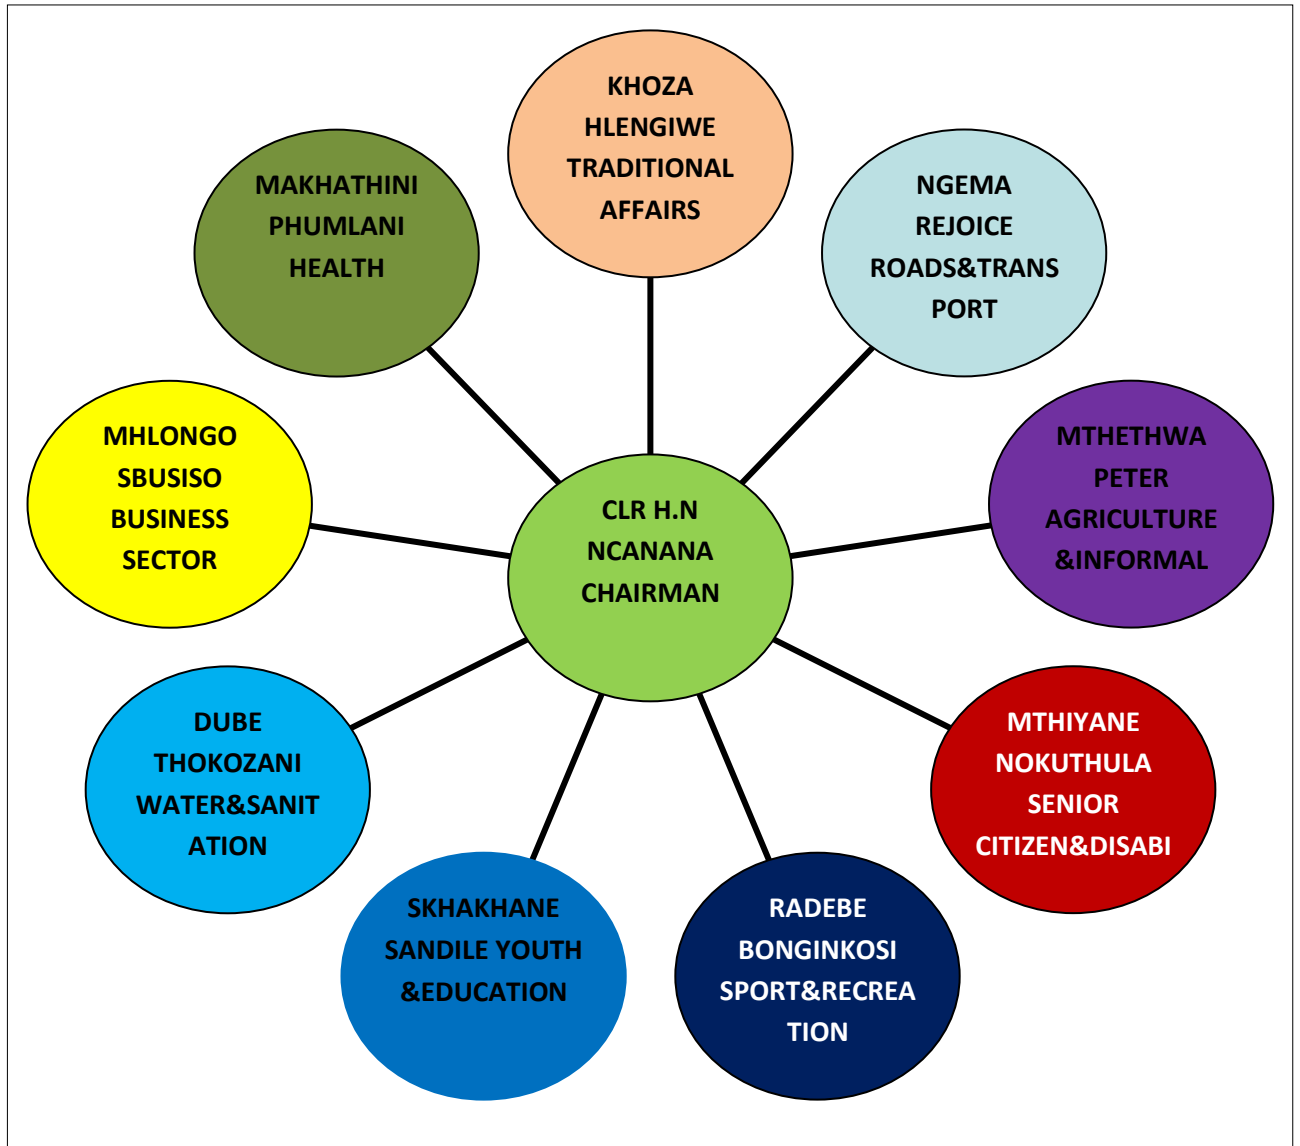 KHOZA
HLENGIWE
TRADITIONAL
AFFAIRS
NGEMA
REJOICE
ROADS&TRANS
PORT
MTHETHWA
PETER
AGRICULTURE
&INFORMAL
MTHIYANE
NOKUTHULA
SENIOR
CITIZEN&DISABI
RADEBE
BONGINKOSI
SPORT&RECREA
TION
SKHAKHANE
SANDILE YOUTH
&EDUCATION
DUBE
THOKOZANI
WATER&SANIT
ATION
MHLONGO
SBUSISO
BUSINESS
SECTOR
MAKHATHINI
PHUMLANI
HEALTH
CLR H.N
NCANANA
CHAIRMAN